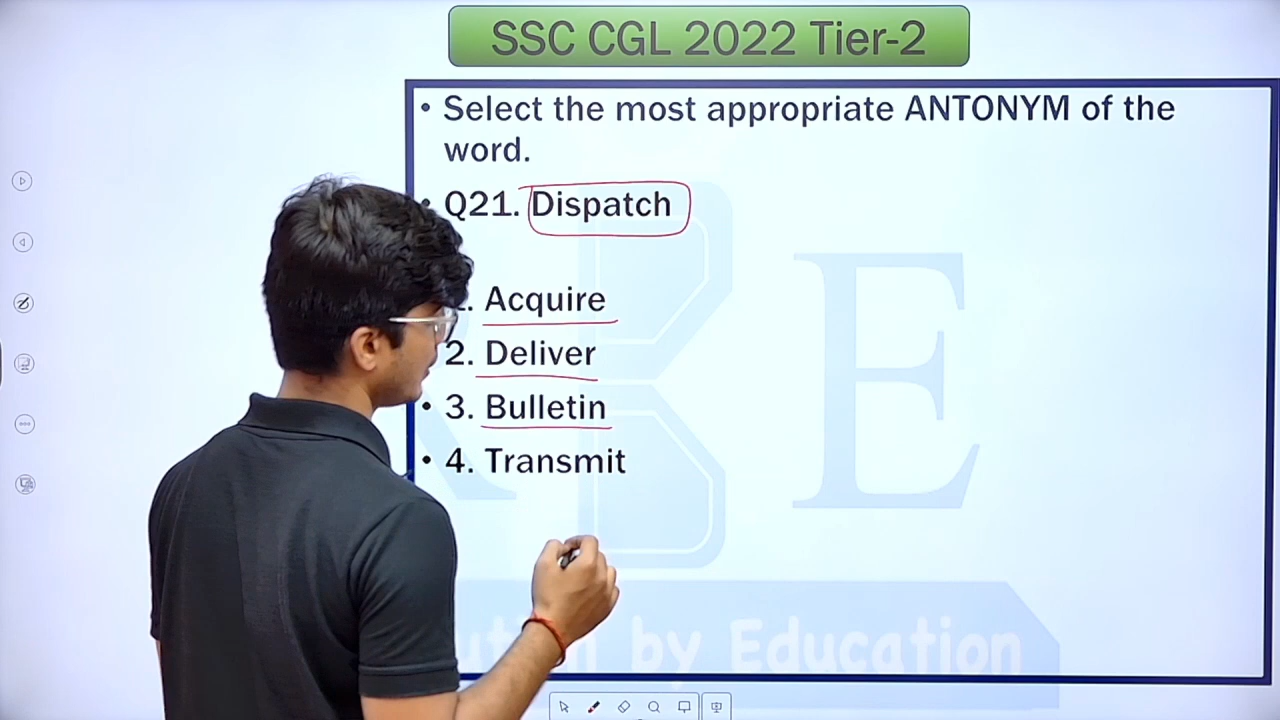 SSC CGL 2022 Tier-2
• Select the most appropriate ANTONYM of the
word.
• Q21. Dispatch
. Acquire
2. Deliver
• 3. Bulletin
• 4. Transmit
E
by Education